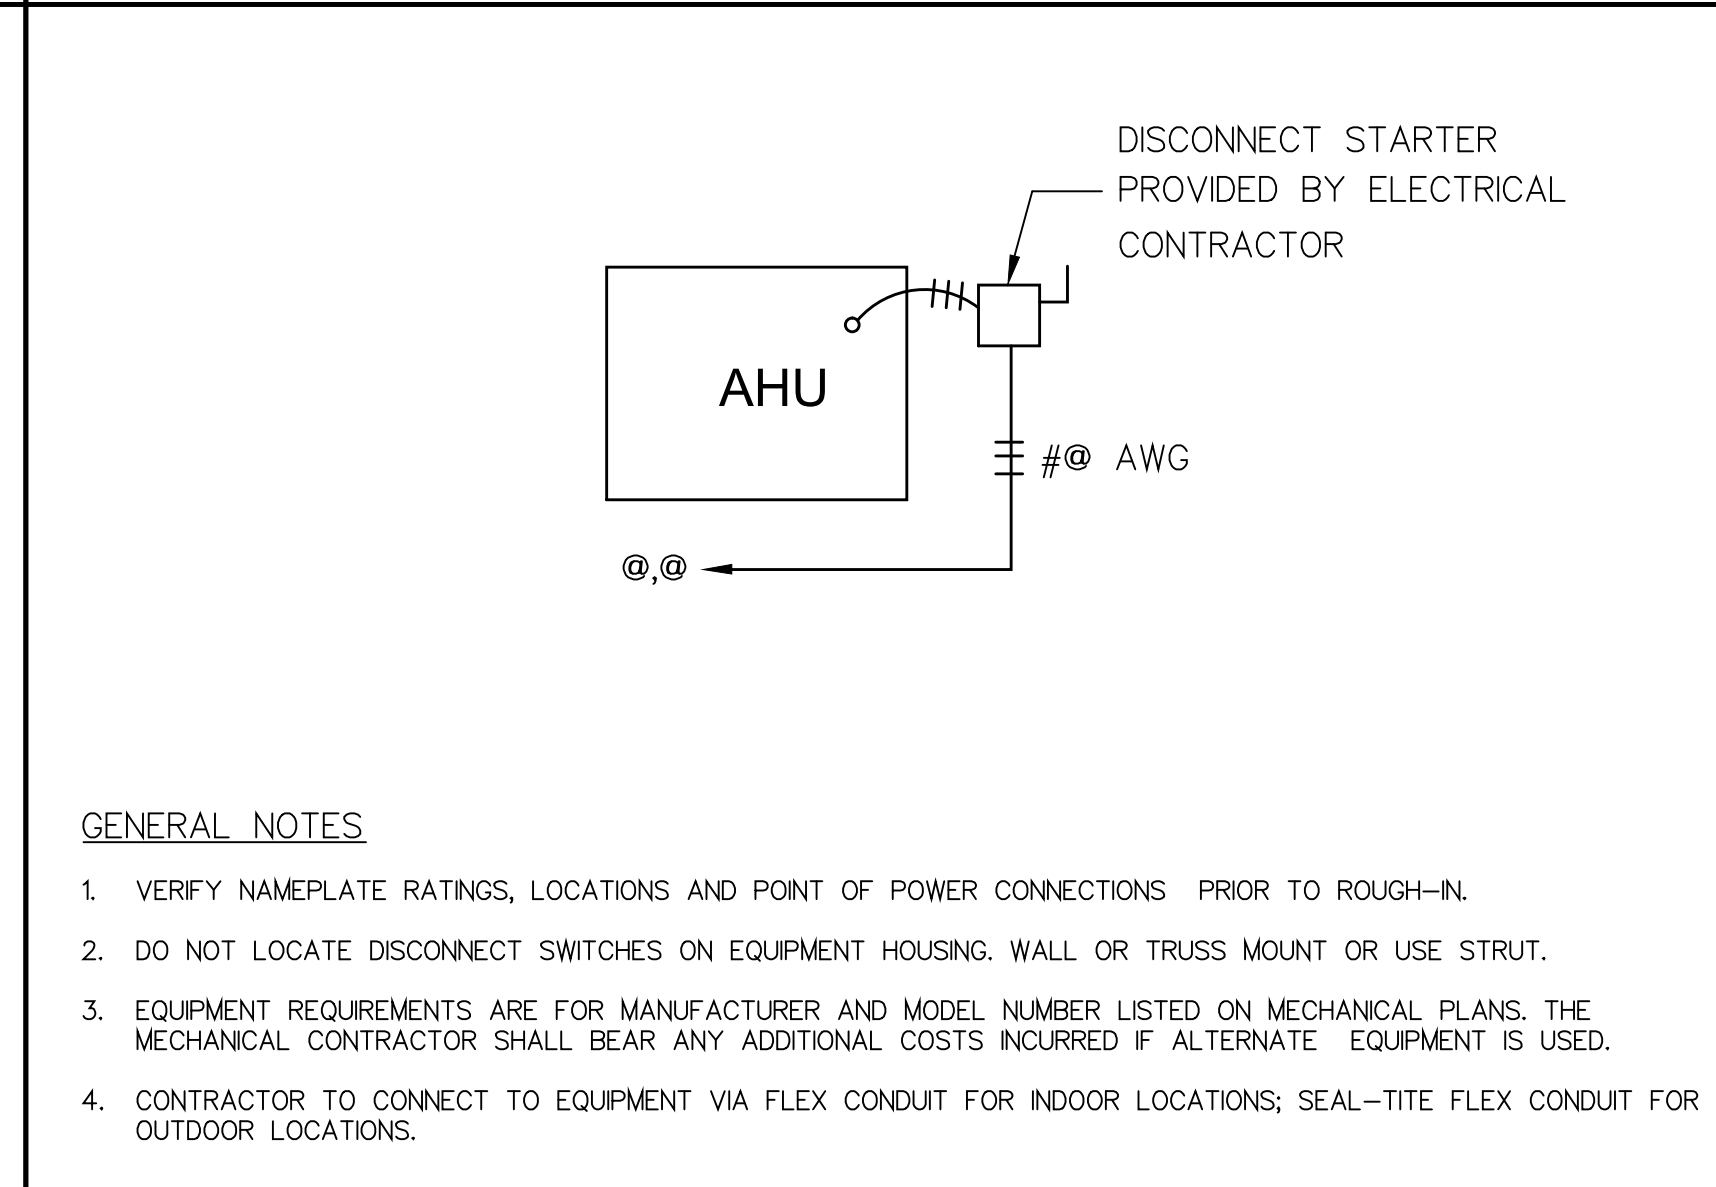 DISCONNECT STARTER
PROVIDED BY ELECTRICAL
CONTRACTOR
AHU
#@ AWG
@,@
GENERAL NOTES
1. VERIFY NAMEPLATE RATINGS, LOCATIONS AND POINT OF POWER CONNECTIONS PRIOR TO ROUGH-IN.
2. DO NOT LOCATE DISCONNECT SWITCHES ON EQUIPMENT HOUSING. WALL OR TRUSS MOUNT OR USE STRUT.
3. EQUIPMENT REQUIREMENTS ARE FOR MANUFACTURER AND MODEL NUMBER LISTED ON MECHANICAL PLANS. THE
MECHANICAL CONTRACTOR SHALL BEAR ANY ADDITIONAL COSTS INCURRED IF ALTERNATE EQUIPMENT IS USED.
4. CONTRACTOR TO CONNECT TO EQUIPMENT VIA FLEX CONDUIT FOR INDOOR LOCATIONS; SEAL-TITE FLEX CONDUIT FOR
OUTDOOR LOCATIONS.